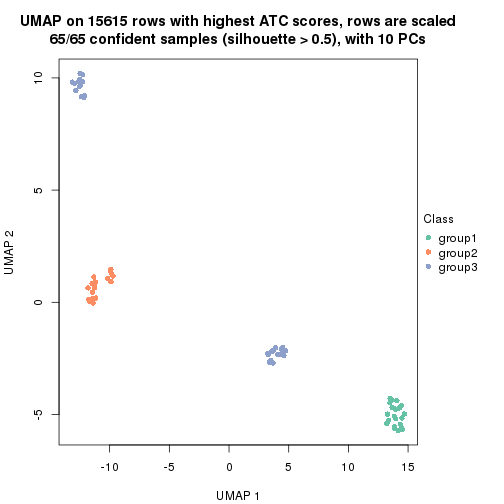 UMAP on 15615 rows with highest ATC scores, rows are scaled
65/65 confident samples (silhouette > 0.5), with 10 PCs
10
5
0
-5
UMAP 2
-10
-5
0
5
10
15
UMAP 1
Class
group1
group2
group3